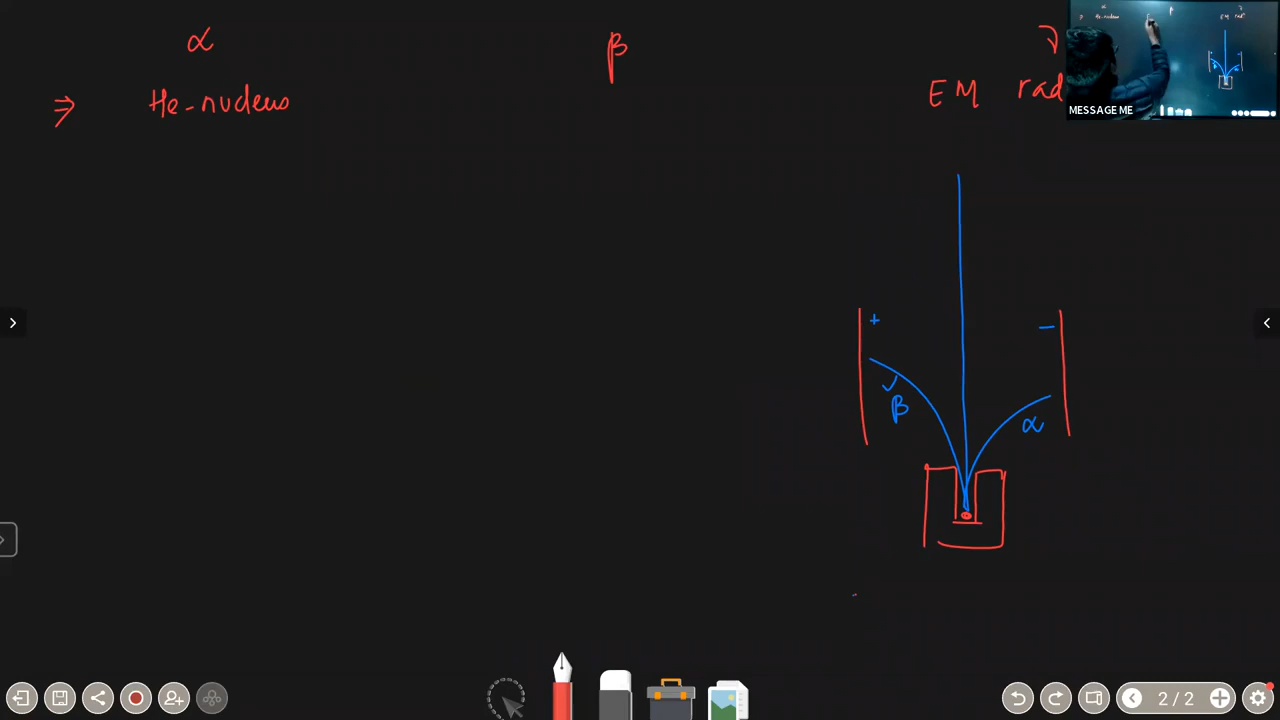 α β γ
⇒ He-nucleus EM rad
MESSAGE ME
+ −
β α
2/2